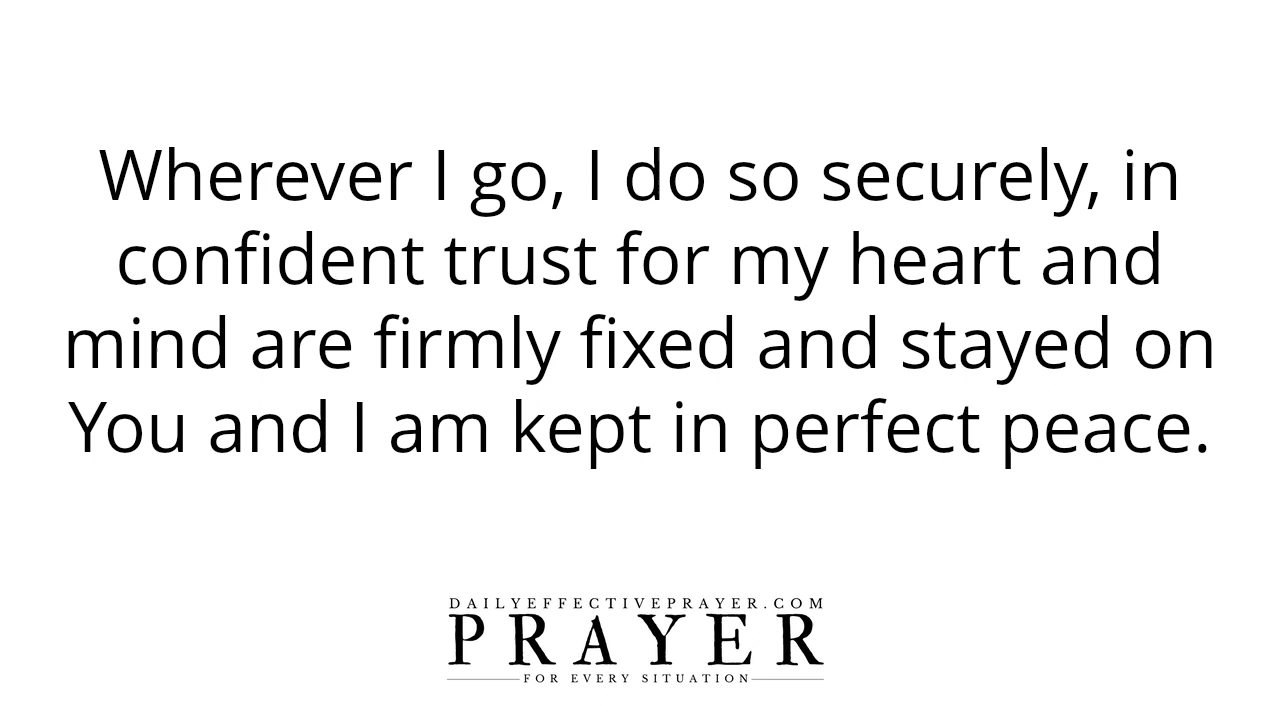 Wherever I go, I do so securely, in
confident trust for my heart and
mind are firmly fixed and stayed on
You and I am kept in perfect peace.
DAILYEFFECTIVEPRAYER.COM
PRAYER
FOR EVERY SITUATION